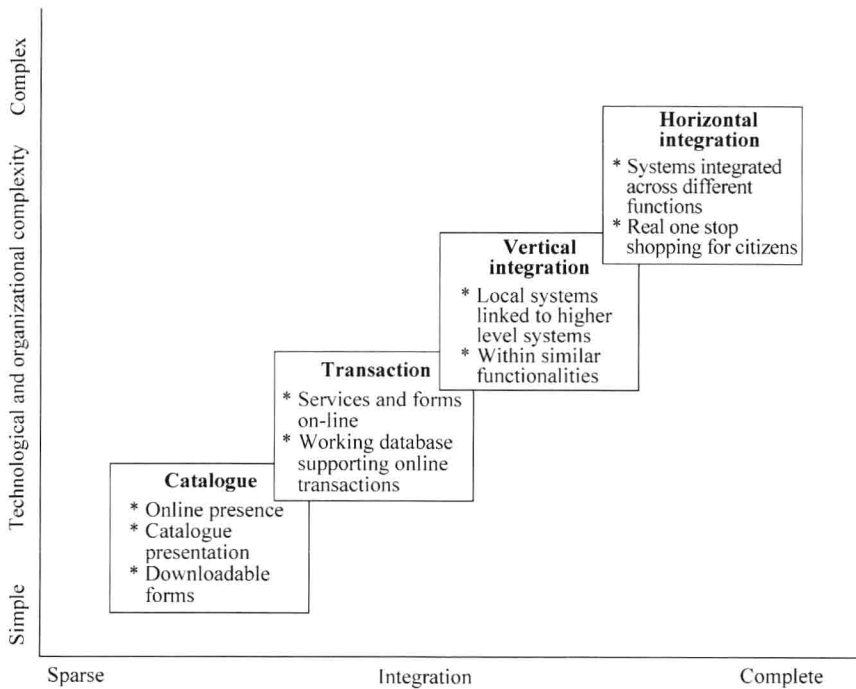 Complex
Technological and organizational complexity
Simple
Horizontal
integration
* Systems integrated
across different
functions
* Real one stop
shopping for citizens
Vertical
integration
* Local systems
linked to higher
level systems
* Within similar
functionalities
Transaction
* Services and forms
on-line
* Working database
supporting online
transactions
Catalogue
* Online presence
* Catalogue
presentation
* Downloadable
forms
Sparse
Integration
Complete